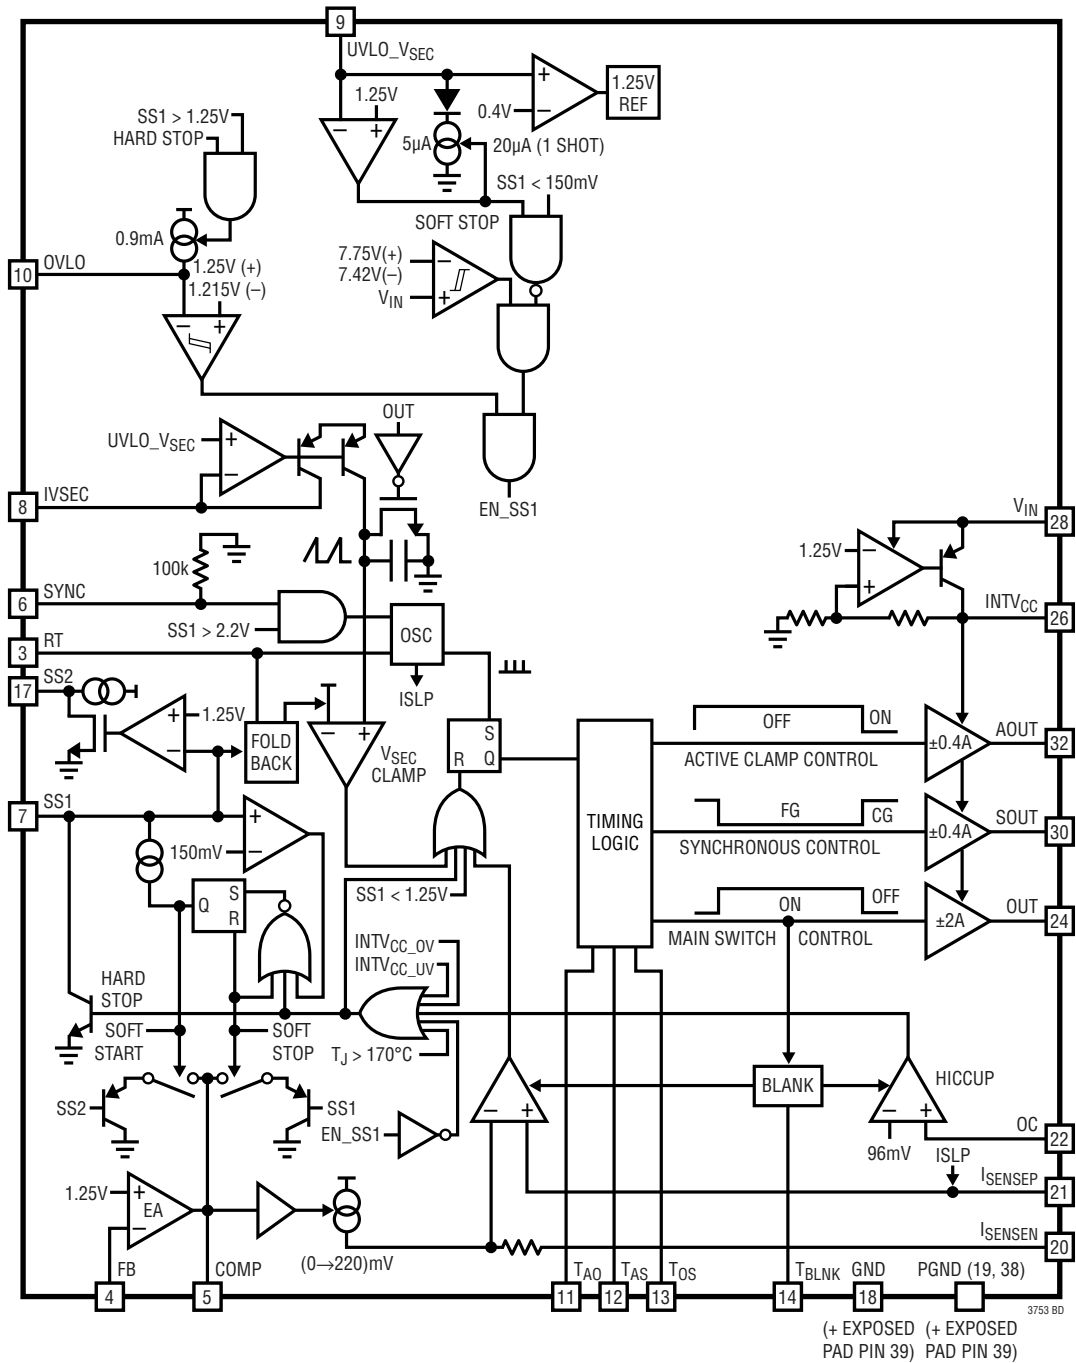 9
UVLO_VSEC
1.25V
0.4V
1.25V
REF
SS1 > 1.25V
HARD STOP
5µA
20µA (1 SHOT)
SS1 < 150mV
SOFT STOP
0.9mA
10
OVLO
1.25V (+)
1.215V (–)
7.75V(+)
7.42V(–)
VIN
+
–
OUT
UVLO_VSEC
8
IVSEC
EN_SS1
VIN
28
1.25V
100k
6
SYNC
SS1 > 2.2V
OSC
INTVCC
26
3
RT
17
SS2
ISLP
1.25V
FOLD
BACK
VSEC
CLAMP
S
R
Q
OFF
ON
±0.4A
AOUT
32
ACTIVE CLAMP CONTROL
7
SS1
TIMING
LOGIC
FG
CG
±0.4A
SOUT
30
SYNCHRONOUS CONTROL
150mV
SS1 < 1.25V
Q
S
R
ON
OFF
±2A
OUT
24
MAIN SWITCH
CONTROL
INTVCC_OV
INTVCC_UV
HARD
STOP
SOFT
START
SOFT
STOP
TJ > 170°C
BLANK
HICCUP
SS2
SS1
EN_SS1
96mV
OC
22
ISLP
ISENSEP
21
1.25V
EA
ISENSEN
20
(0→220)mV
FB
COMP
TAO
TAS
TOS
TBLNK
GND
PGND (19, 38)
4
5
11
12
13
14
18
3753 BD
(+ EXPOSED
PAD PIN 39)
(+ EXPOSED
PAD PIN 39)